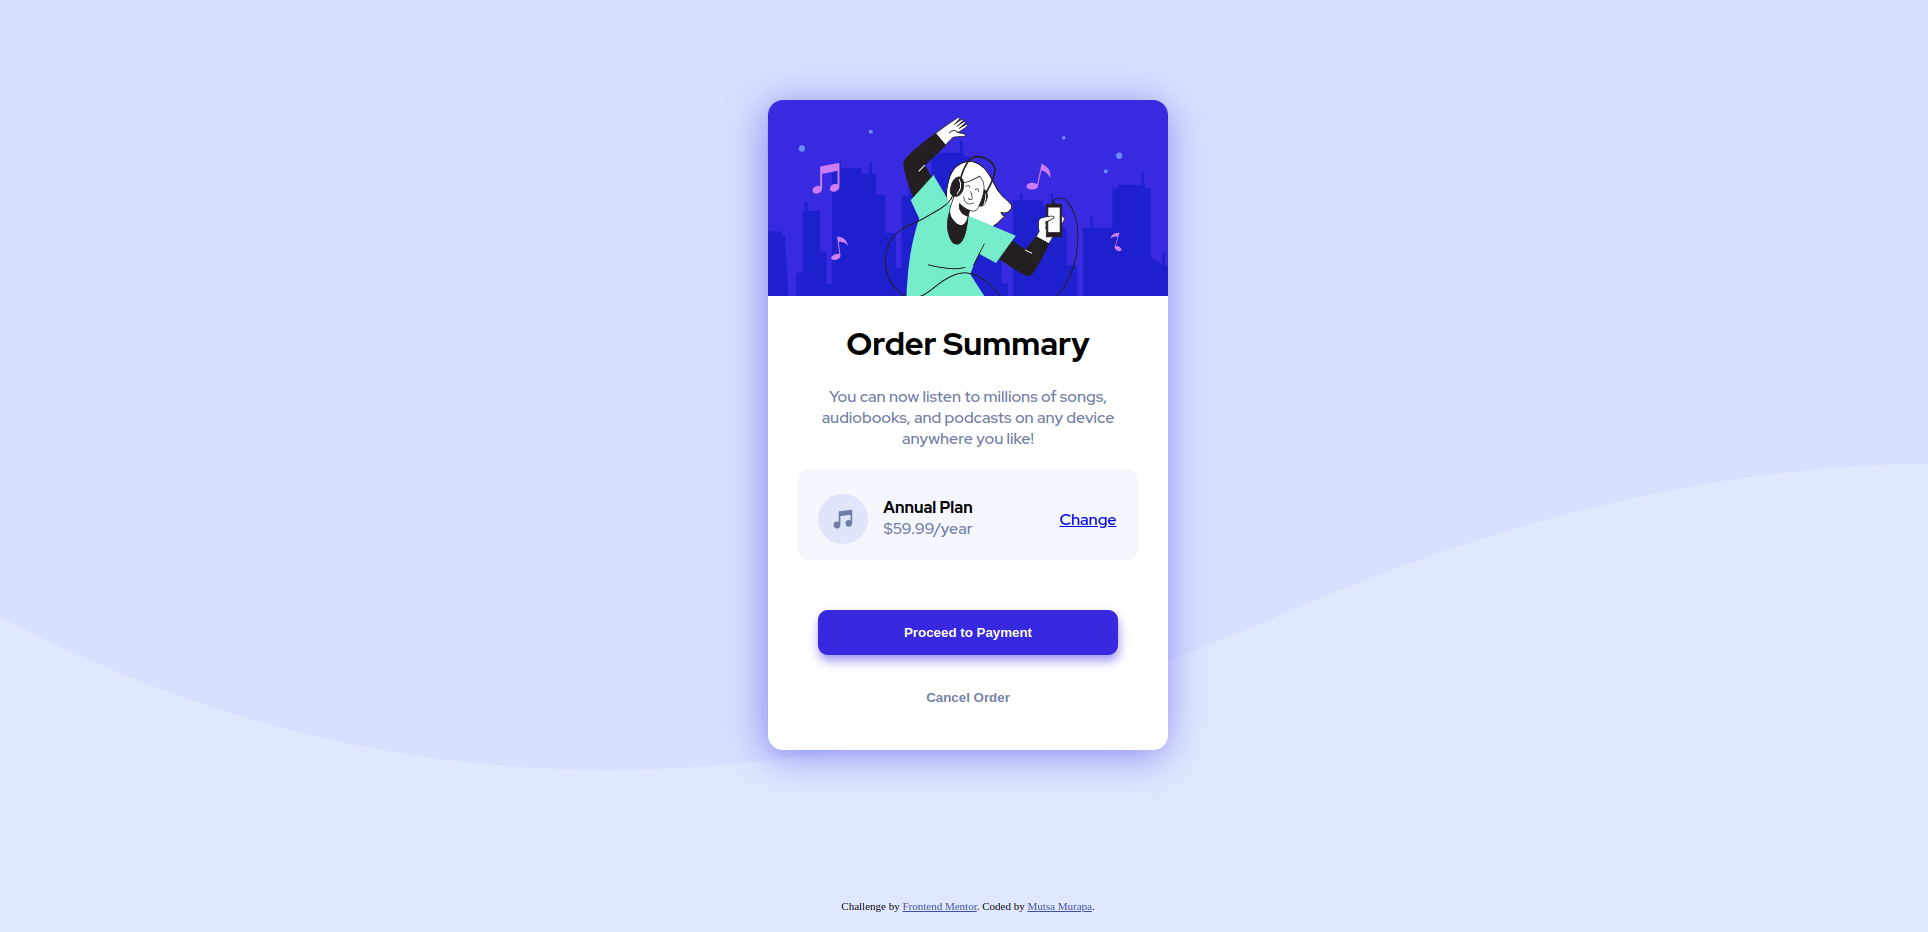 Order Summary
You can now listen to millions of songs,
audiobooks, and podcasts on any device
anywhere you like!
Annual Plan
$59.99/year
Change
Proceed to Payment
Cancel Order
Challenge by Frontend Mentor. Coded by Mutsa Murapa.